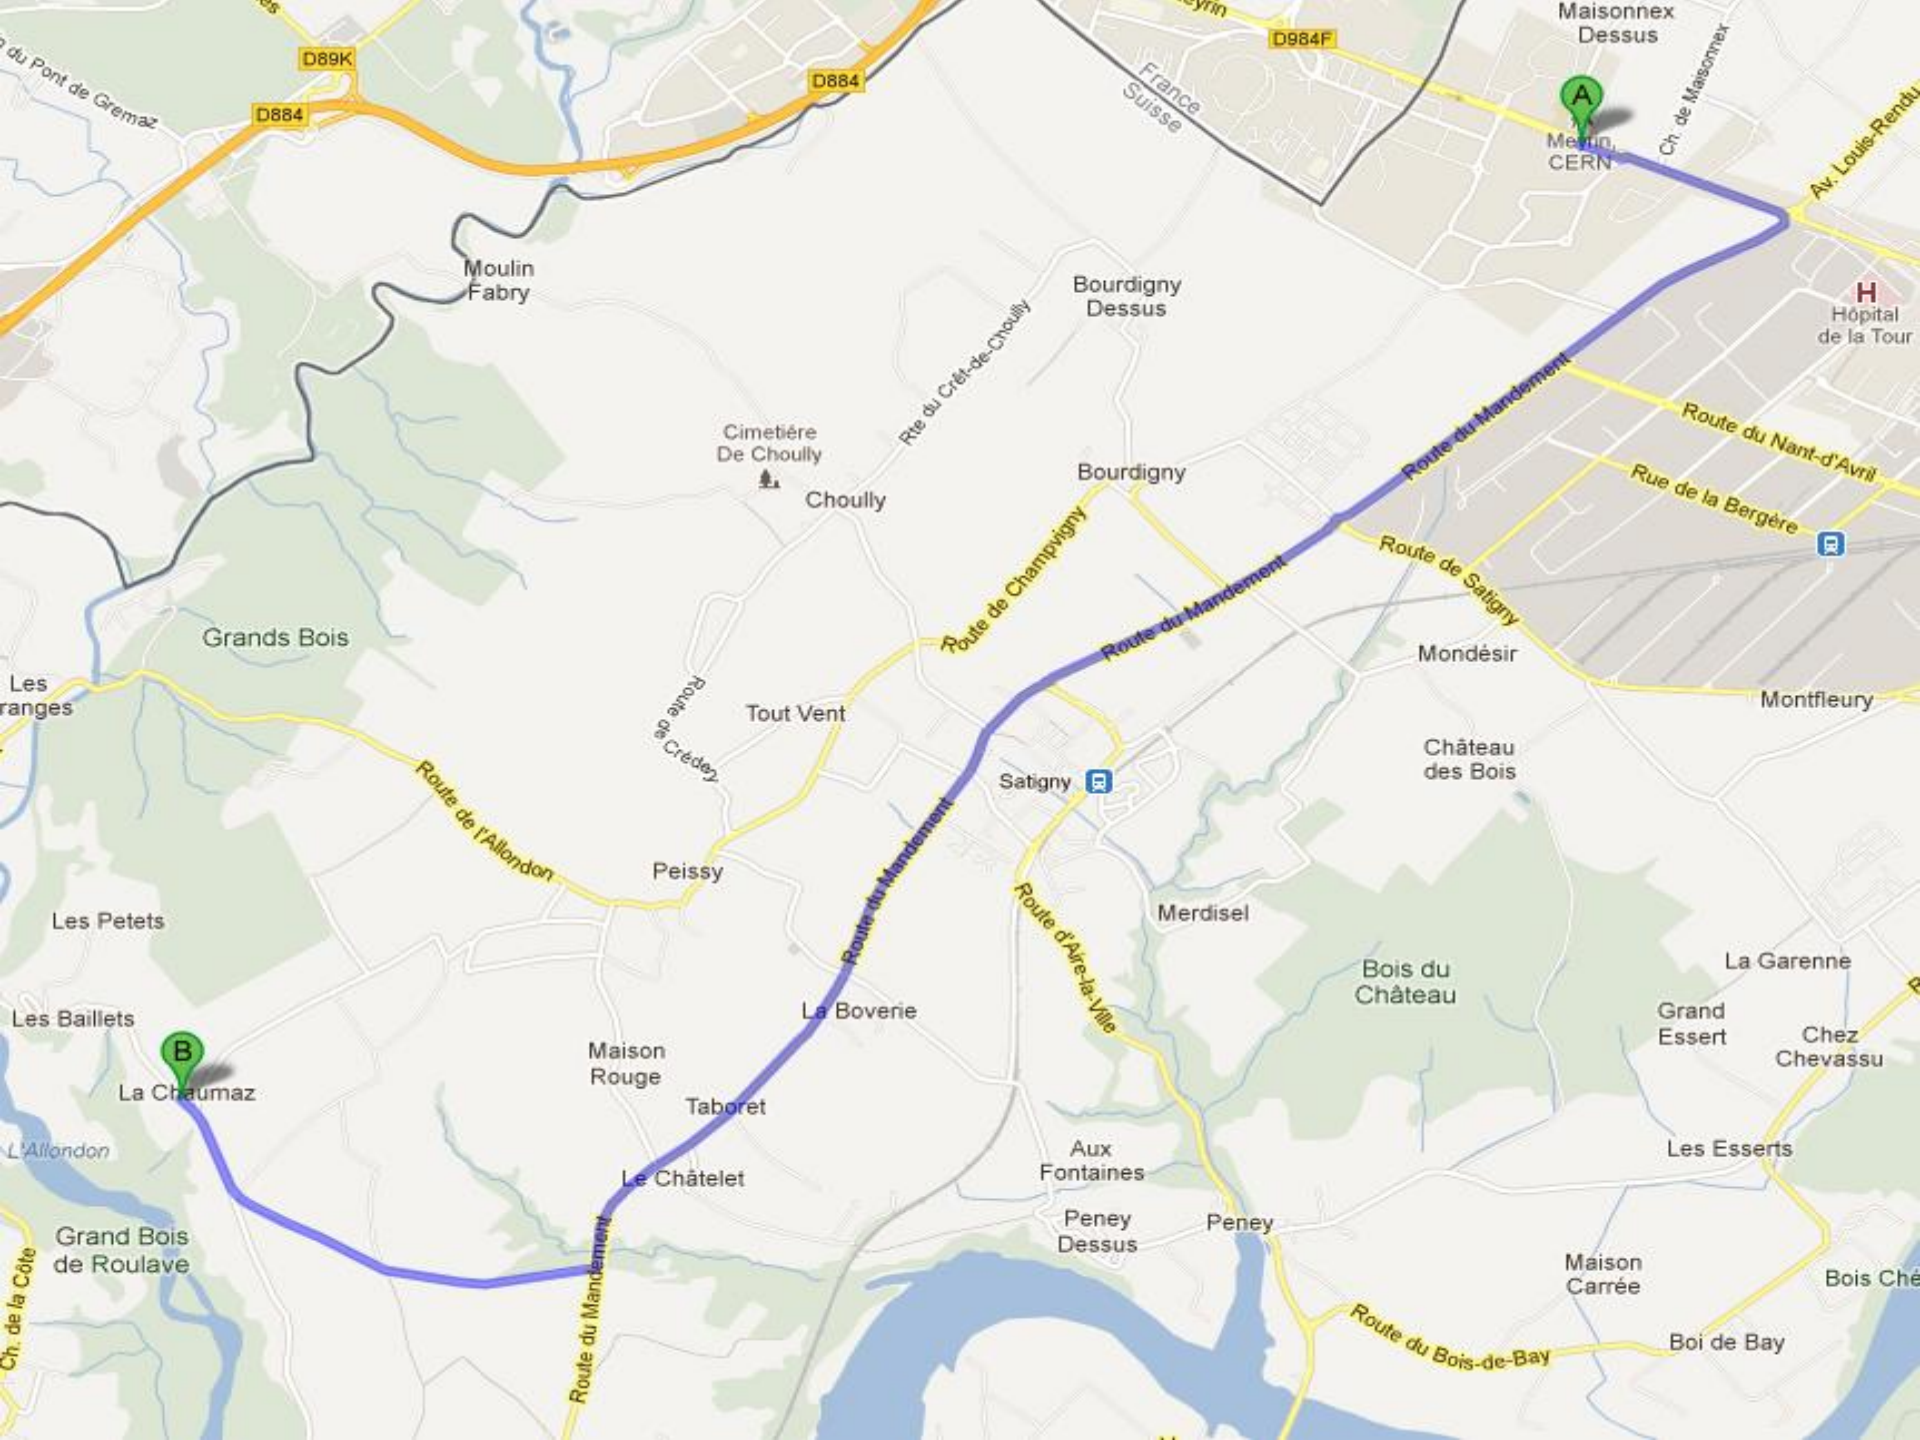 Maisonnex
Dessus
D984F
D89K
D884
D884
du Pont de Gremaz
France
Suisse
Ch. de Maisonnex
Av. Louis-Rendu
A
Meyrin,
CERN
Moulin
Fabry
Bourdigny
Dessus
H
Hôpital
de la Tour
Rte du Crêt-de-Choully
Cimetiére
De Choully
Choully
Bourdigny
Route du Mandement
Route du Nant-d'Avril
Rue de la Bergère
Route de Champvigny
Route du Mandement
Route de Satigny
Grands Bois
Mondésir
Les
ranges
Route de Crédery
Tout Vent
Montfleury
Château
des Bois
Satigny
Route de l'Allondon
Peissy
Route du Mandement
Les Petets
Route d'Aire-la-Ville
Merdisel
Bois du
Château
La Garenne
Les Baillets
La Boverie
Grand
Essert
Chez
Chevassu
Maison
Rouge
B
La Chaumaz
Taboret
L'Allondon
Aux
Fontaines
Les Esserts
Le Châtelet
Peney
Dessus
Peney
Grand Bois
de Roulave
Maison
Carrée
Bois Ché
Ch. de la Côte
Route du Mandement
Route du Bois-de-Bay
Boi de Bay